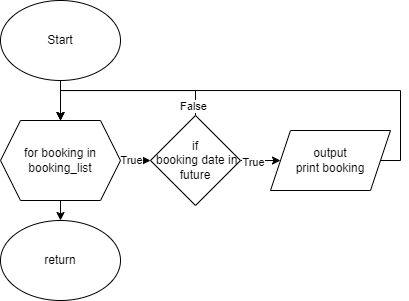 Start
False
for booking in
booking_list
True
if
booking date in
future
True
output
print booking
return